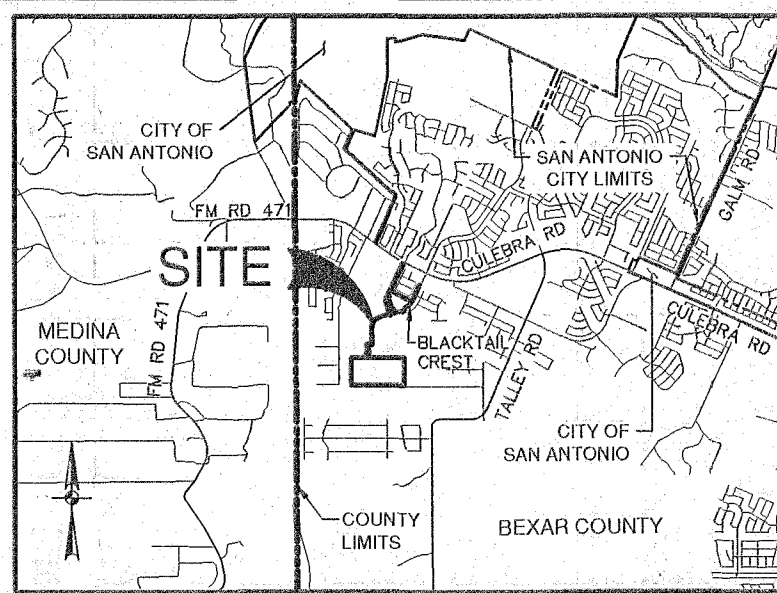 CITY OF
SAN ANTONIO
SAN ANTONIO
CITY LIMITS
GALM RD
FM RD 471
CULEBRA RD
SITE
CULEBRA RD
MEDINA
COUNTY
FM RD 471
BLACKTAIL
CREST
TALLEY RD
CITY OF
SAN ANTONIO
COUNTY
LIMITS
BEXAR COUNTY